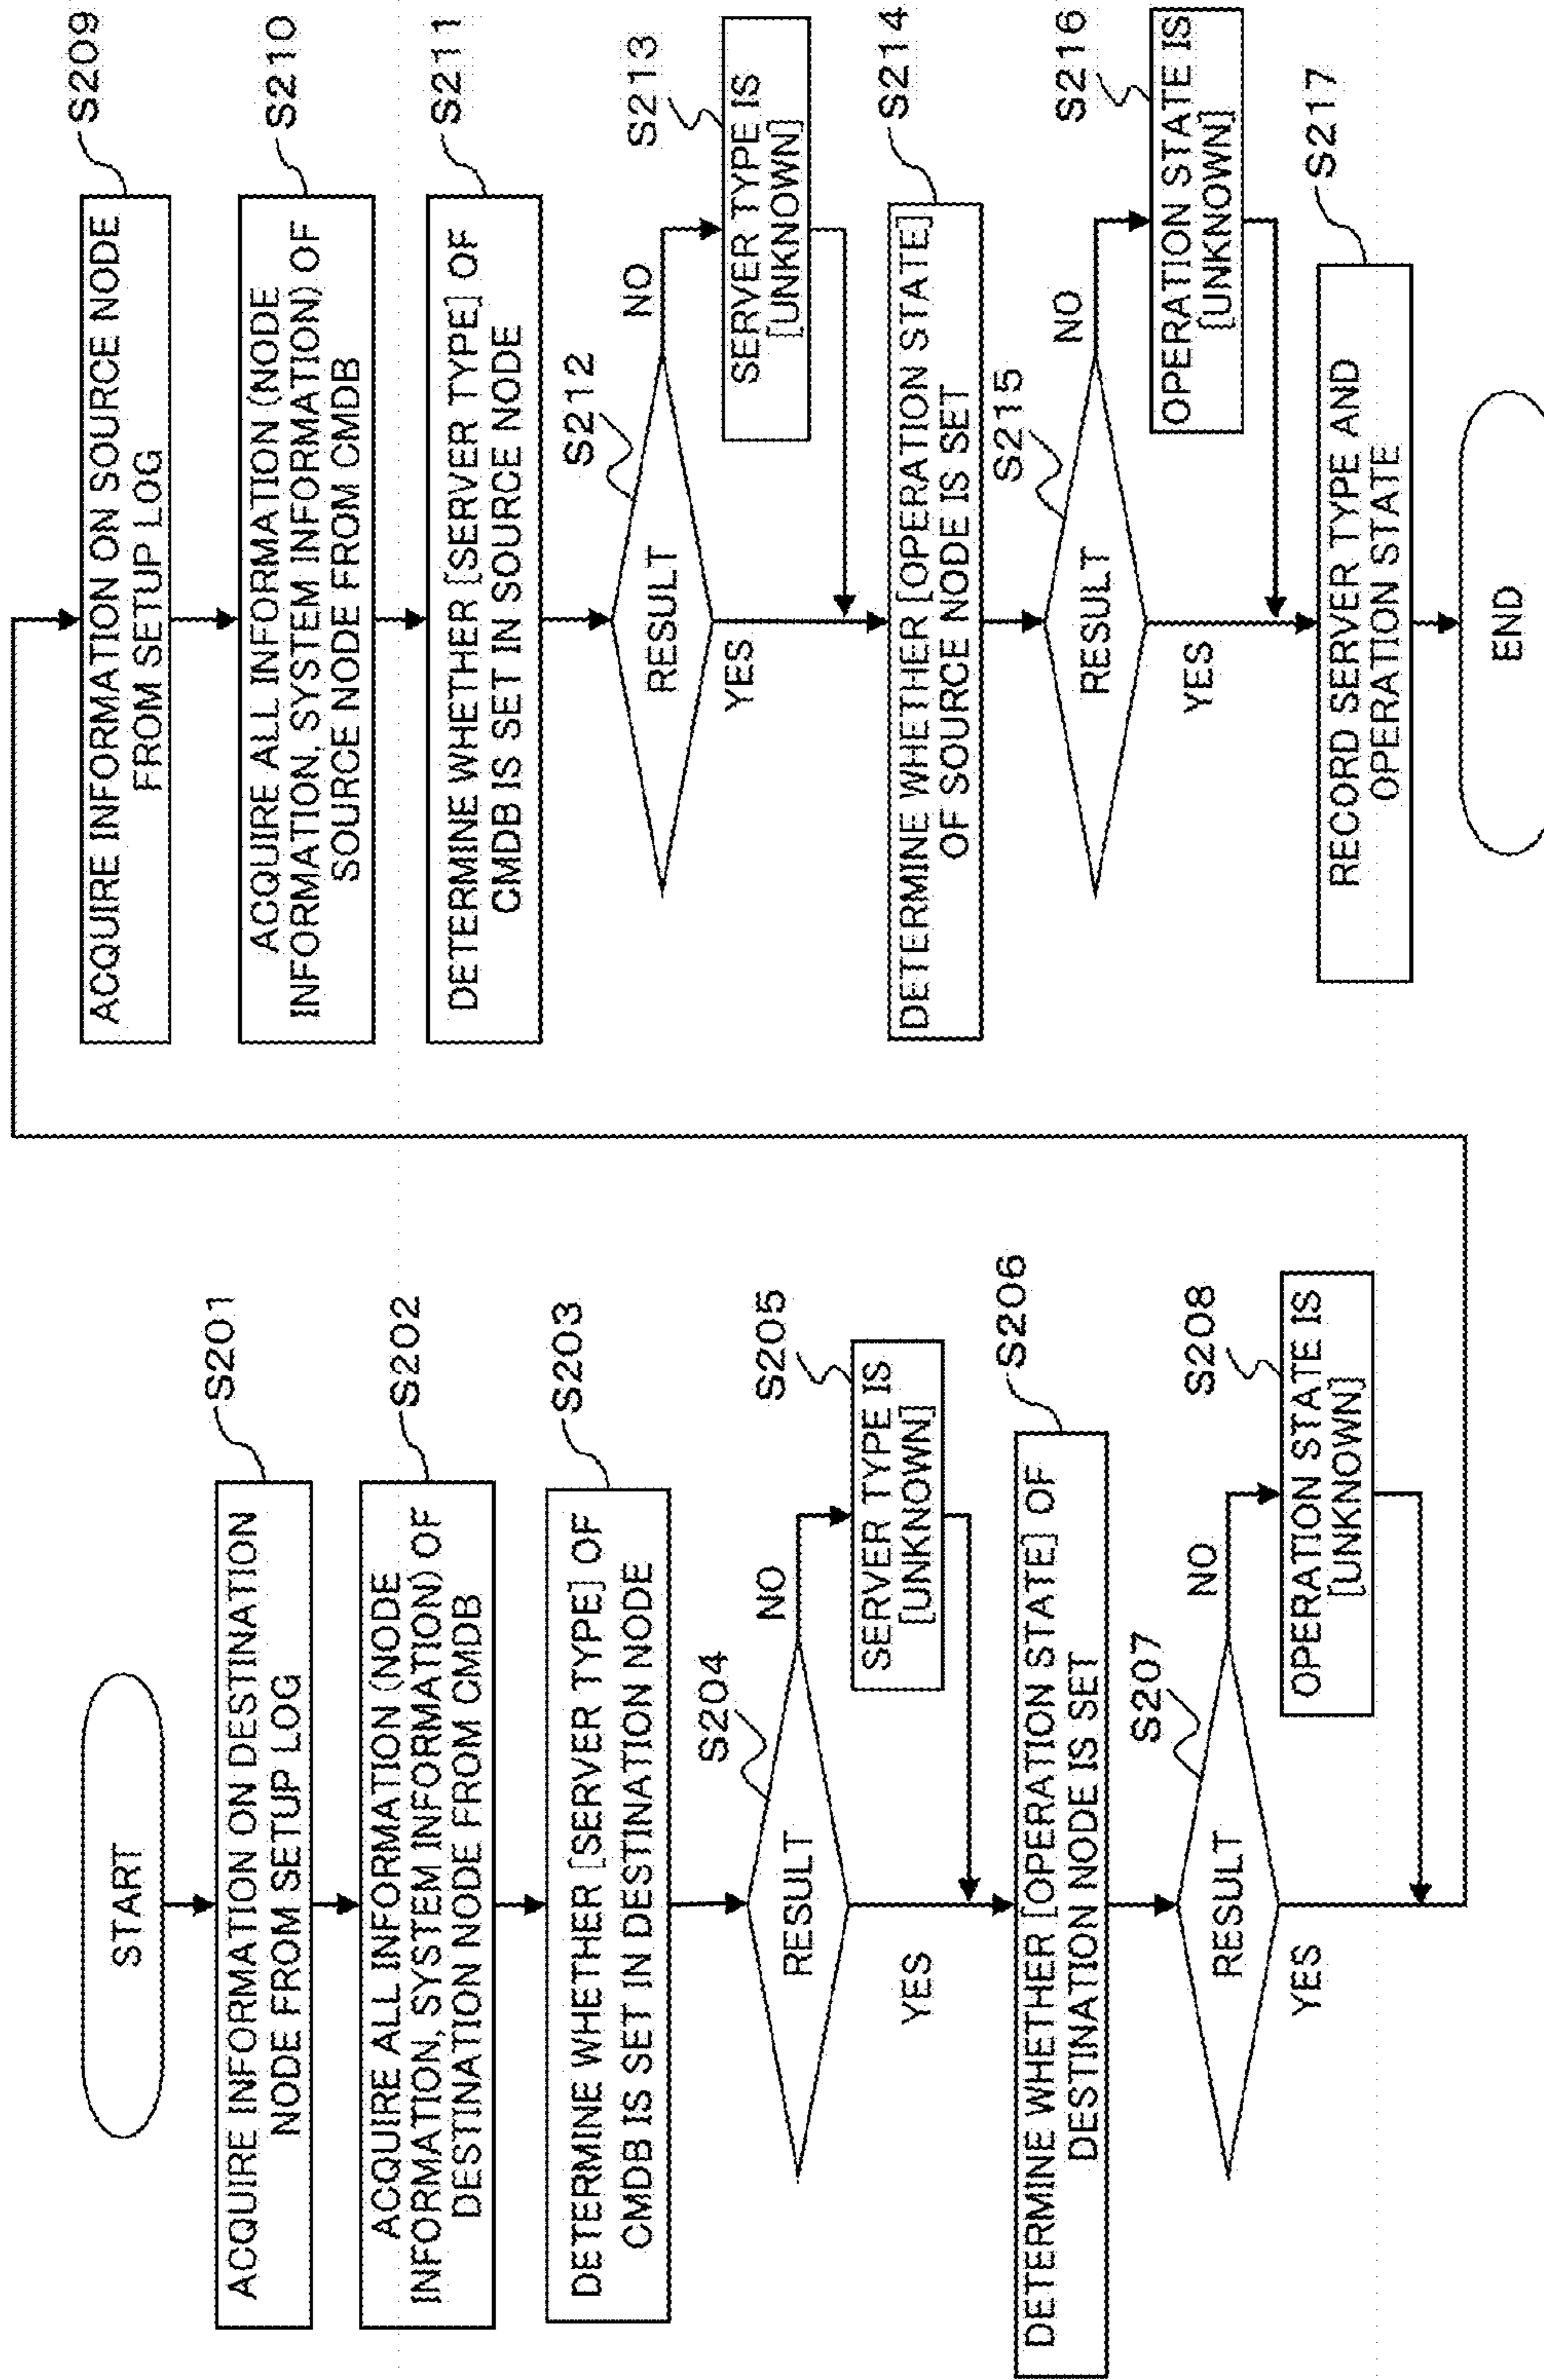 START
S201
ACQUIRE INFORMATION ON DESTINATION
NODE FROM SETUP LOG
S202
ACQUIRE ALL INFORMATION (NODE
INFORMATION, SYSTEM INFORMATION) OF
DESTINATION NODE FROM CMDB
S203
DETERMINE WHETHER [SERVER TYPE] OF
CMDB IS SET IN DESTINATION NODE
S204
RESULT
NO
YES
S205
SERVER TYPE IS
[UNKNOWN]
S206
DETERMINE WHETHER [OPERATION STATE] OF
DESTINATION NODE IS SET
S207
RESULT
NO
YES
S208
OPERATION STATE IS
[UNKNOWN]
S209
ACQUIRE INFORMATION ON SOURCE NODE
FROM SETUP LOG
S210
ACQUIRE ALL INFORMATION (NODE
INFORMATION, SYSTEM INFORMATION) OF
SOURCE NODE FROM CMDB
S211
DETERMINE WHETHER [SERVER TYPE] OF
CMDB IS SET IN SOURCE NODE
S212
RESULT
NO
YES
S213
SERVER TYPE IS
[UNKNOWN]
S214
DETERMINE WHETHER [OPERATION STATE]
OF SOURCE NODE IS SET
S215
RESULT
NO
YES
S216
OPERATION STATE IS
[UNKNOWN]
S217
RECORD SERVER TYPE AND
OPERATION STATE
END